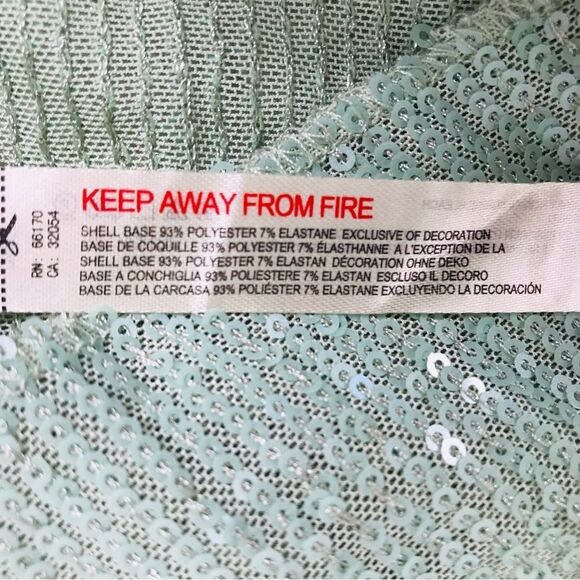 KEEP AWAY FROM FIRE
SHELL BASE 93% POLYESTER 7% ELASTANE EXCLUSIVE OF DECORATION
BASE DE COQUILLE 93% POLYESTER 7% ÉLASTHANNE A L'EXCEPTION DE LA
SHELL BASE 93% POLYESTER 7% ELASTAN DÉCORATION OHNE DEKO
BASE A CONCHIGLIA 93% POLIESTERE 7% ELASTAN ESCLUSO IL DECORO
BASE DE LA CARCASA 93% POLIÉSTER 7% ELASTANE EXCLUYENDO LA DECORACIÓN
RN: 66170
CA: 32054